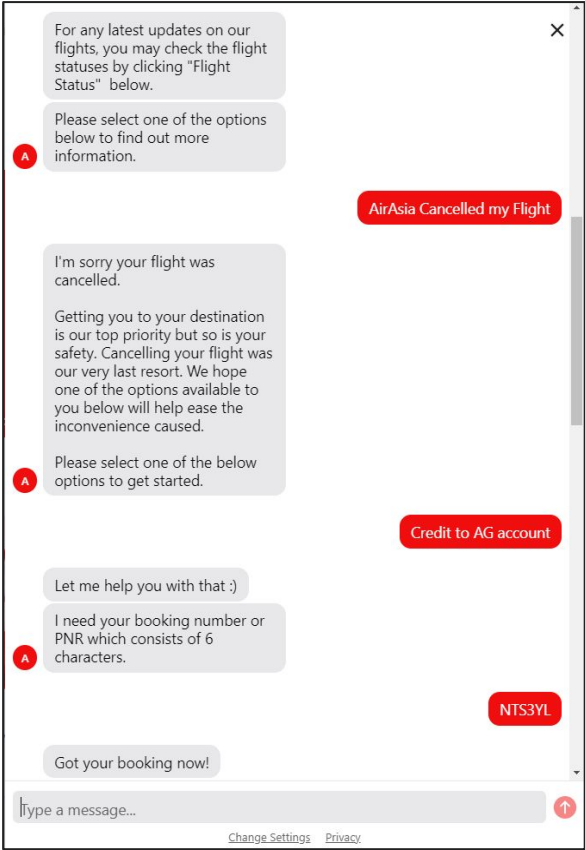 For any latest updates on our
flights, you may check the flight
statuses by clicking "Flight
Status"  below.
Please select one of the options
below to find out more
information.
A
AirAsia Cancelled my Flight
I'm sorry your flight was
cancelled.
Getting you to your destination
is our top priority but so is your
safety. Cancelling your flight was
our very last resort. We hope
one of the options available to
you below will help ease the
inconvenience caused.
Please select one of the below
options to get started.
A
Credit to AG account
Let me help you with that :)
I need your booking number or
PNR which consists of 6
characters.
A
NTS3YL
Got your booking now!
Type a message...
Change Settings Privacy